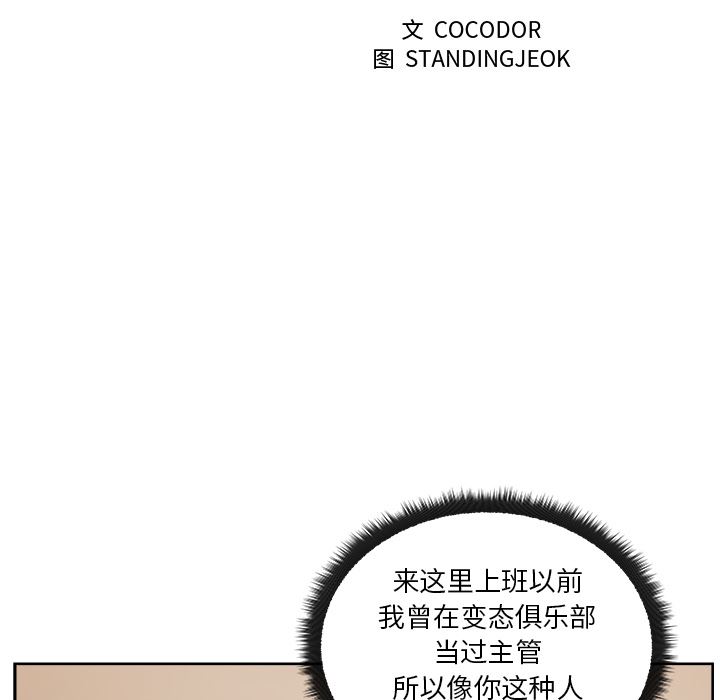 文 COCODOR
图 STANDINGJEOK
来这里上班以前
我曾在变态俱乐部
当过主管
所以像你这种人